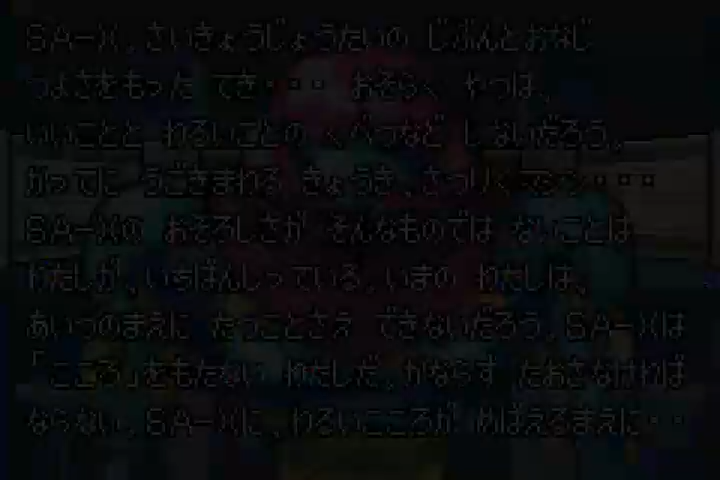 SA-X、さいきょうじょうたいの じぶんとおなじ
つよさをもった てき・・・ おそらく やつは、
いいことと わるいことの くべつなど しないだろう。
かってに うごきまわる きょうき、さつりくマシン・・・
SA-Xの おそろしさが そんなものでは ないことは
わたしが、いちばんしっている。いまの わたしは、
あいつのまえに たつことさえ できないだろう。SA-Xは
「こころ」をもたない わたしだ。かならず たおさなければ
ならない。SA-Xに、わるいこころが めばえるまえに・・